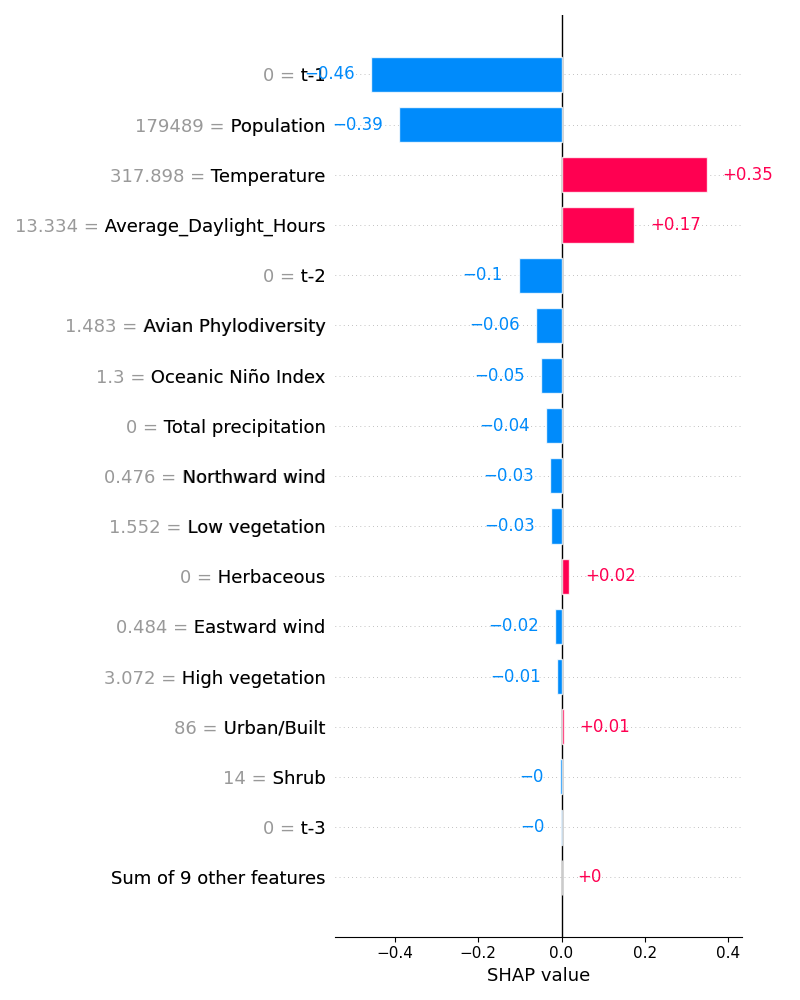 0 = t-1 −0.46
179489 = Population −0.39
317.898 = Temperature +0.35
13.334 = Average_Daylight_Hours +0.17
0 = t-2 −0.1
1.483 = Avian Phylodiversity −0.06
1.3 = Oceanic Niño Index −0.05
0 = Total precipitation −0.04
0.476 = Northward wind −0.03
1.552 = Low vegetation −0.03
0 = Herbaceous +0.02
0.484 = Eastward wind −0.02
3.072 = High vegetation −0.01
86 = Urban/Built +0.01
14 = Shrub −0
0 = t-3 −0
Sum of 9 other features +0
−0.4 −0.2 0.0 0.2 0.4
SHAP value